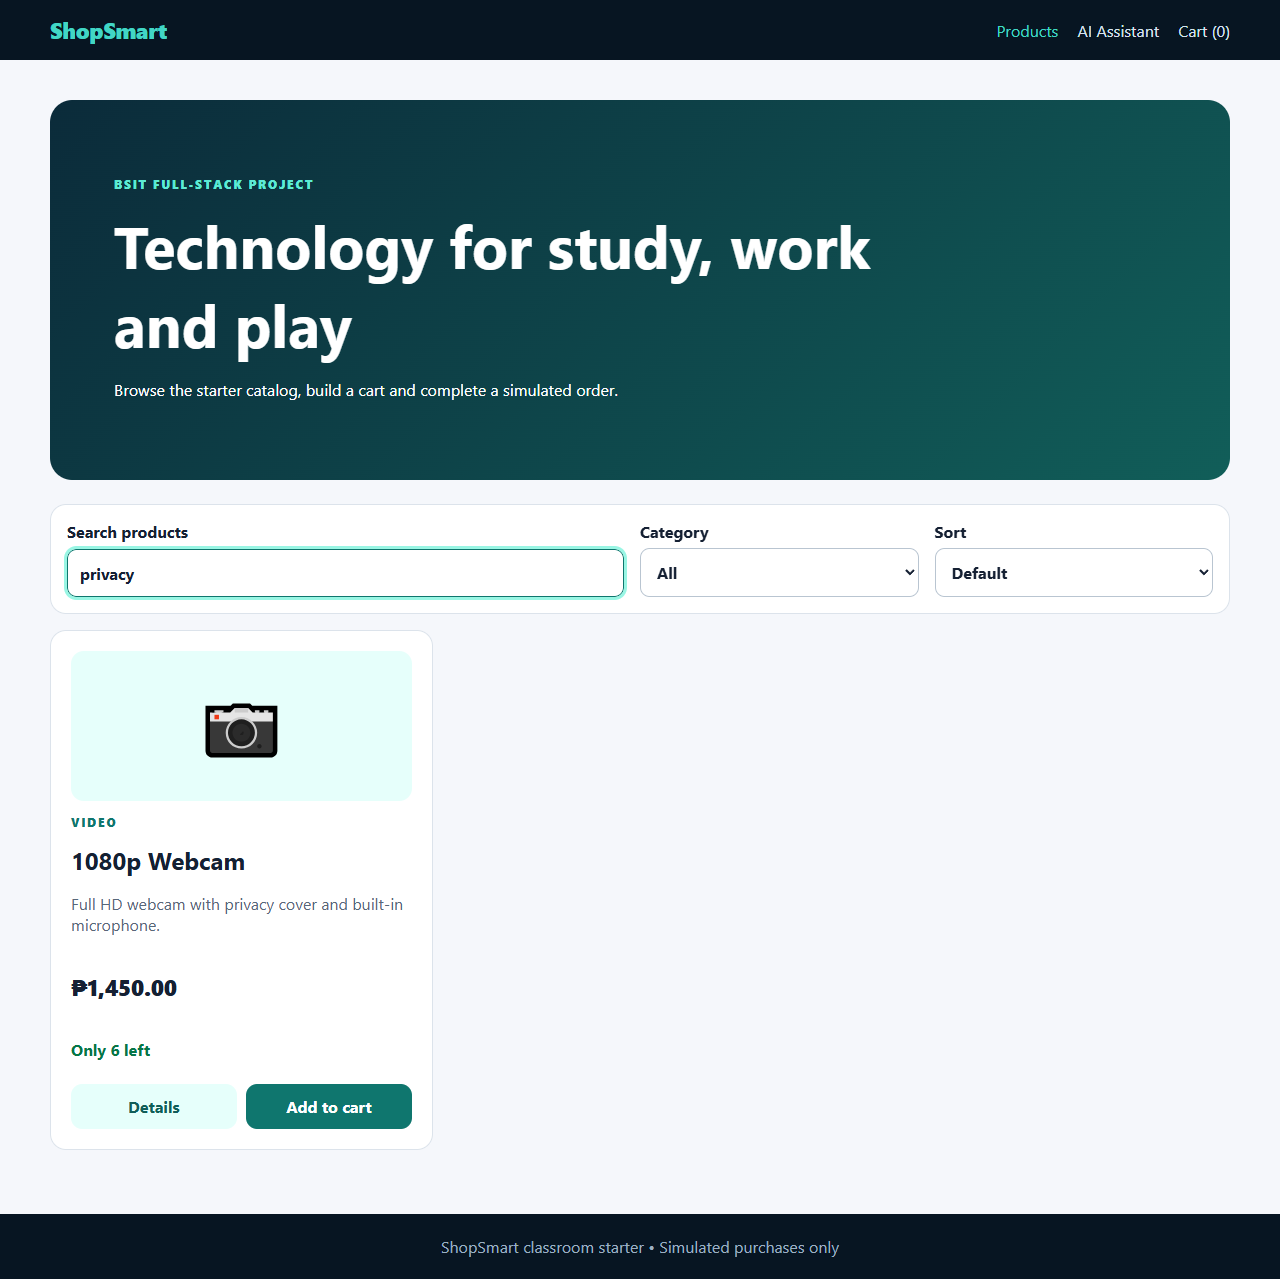 ShopSmart
Products
AI Assistant
Cart (0)
BSIT FULL-STACK PROJECT
Technology for study, work
and play
Browse the starter catalog, build a cart and complete a simulated order.
Search products
privacy
Category
All
Sort
Default
VIDEO
1080p Webcam
Full HD webcam with privacy cover and built-in
microphone.
₱1,450.00
Only 6 left
Details
Add to cart
ShopSmart classroom starter • Simulated purchases only